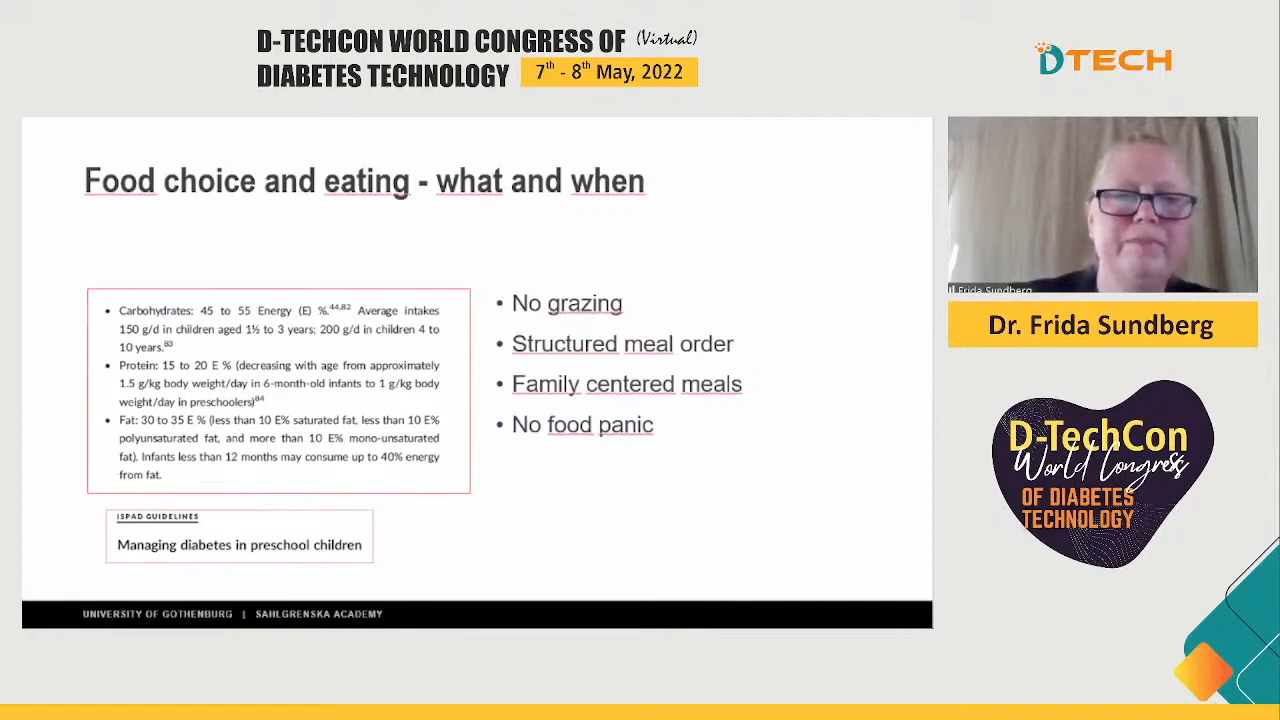 D-TECHCON WORLD CONGRESS OF (Virtual)
DIABETES TECHNOLOGY 7th - 8th May, 2022
DTECH
Food choice and eating - what and when
• Carbohydrates: 45 to 55 Energy (E) %.44,82 Average intakes
150 g/d in children aged 1½ to 3 years; 200 g/d in children 4 to
10 years.83
• Protein: 15 to 20 E % (decreasing with age from approximately
1.5 g/kg body weight/day in 6-month-old infants to 1 g/kg body
weight/day in preschoolers)84
• Fat: 30 to 35 E % (less than 10 E% saturated fat, less than 10 E%
polyunsaturated fat, and more than 10 E% mono-unsaturated
fat). Infants less than 12 months may consume up to 40% energy
from fat.
ISPAD GUIDELINES
Managing diabetes in preschool children
• No grazing
• Structured meal order
• Family centered meals
• No food panic
UNIVERSITY OF GOTHENBURG | SAHLGRENSKA ACADEMY
Frida Sundberg
Dr. Frida Sundberg
D-TechCon
World Congress
OF DIABETES
TECHNOLOGY